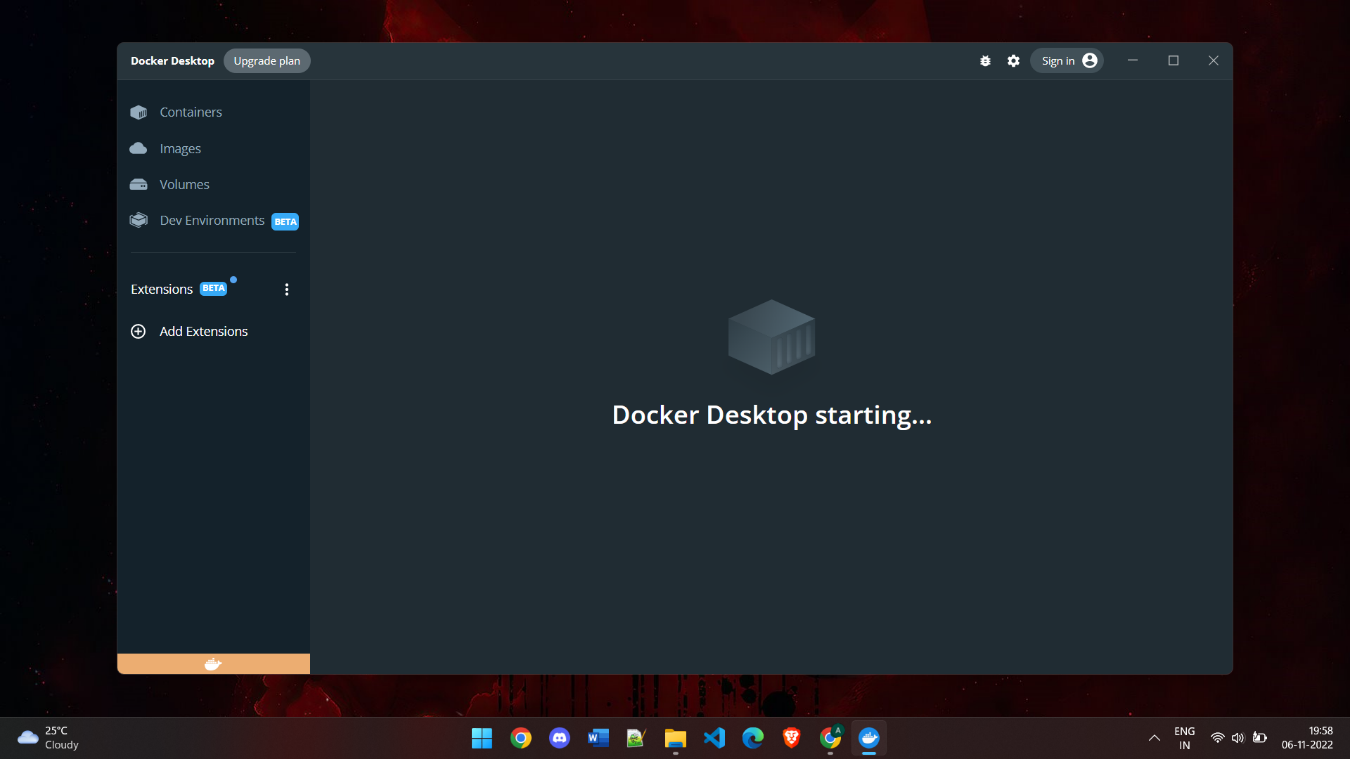 Docker Desktop
Upgrade plan
Sign in
Containers
Images
Volumes
Dev Environments BETA
Extensions BETA
Add Extensions
Docker Desktop starting...
25°C
Cloudy
A
ENG
IN
19:58
06-11-2022